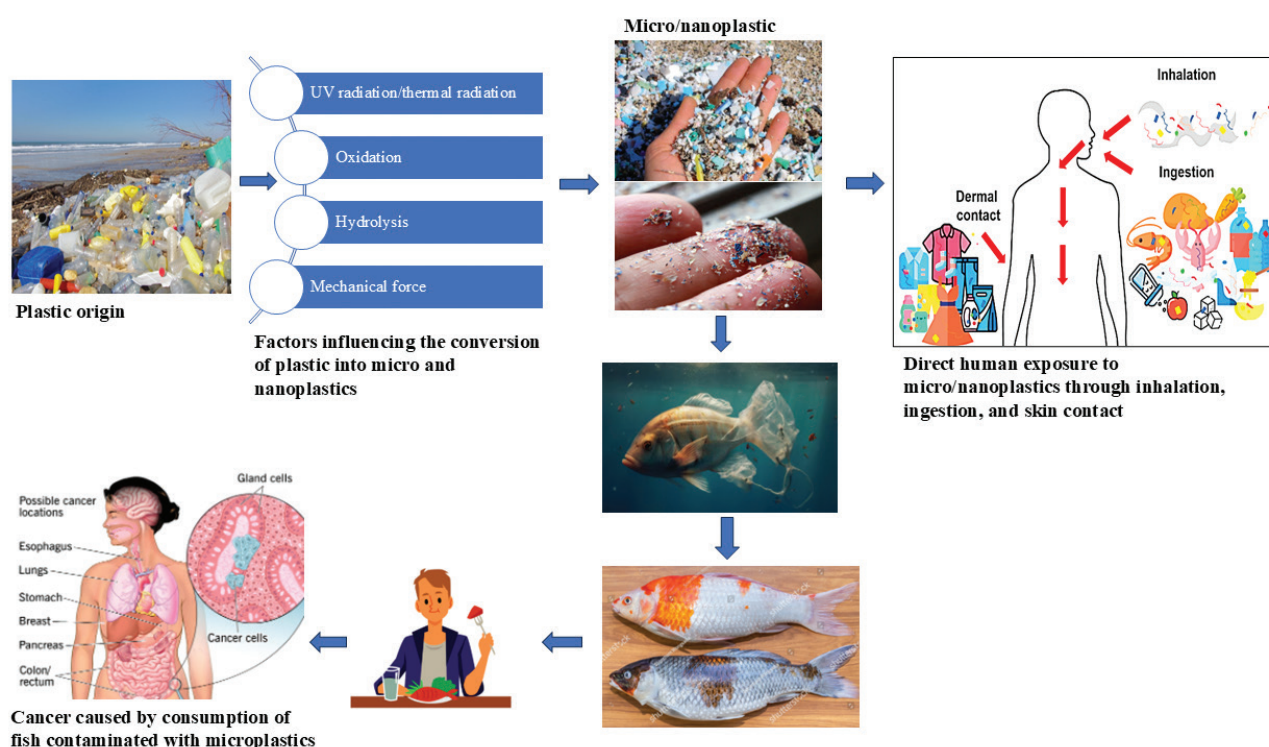 Micro/nanoplastic
UV radiation/thermal radiation
Oxidation
Hydrolysis
Mechanical force
Plastic origin
Factors influencing the conversion
of plastic into micro and
nanoplastics
Inhalation
Ingestion
Dermal
contact
Direct human exposure to
micro/nanoplastics through inhalation,
ingestion, and skin contact
Possible cancer
locations
Esophagus
Lungs
Stomach
Breast
Pancreas
Colon/
rectum
Gland cells
Cancer cells
Cancer caused by consumption of
fish contaminated with microplastics